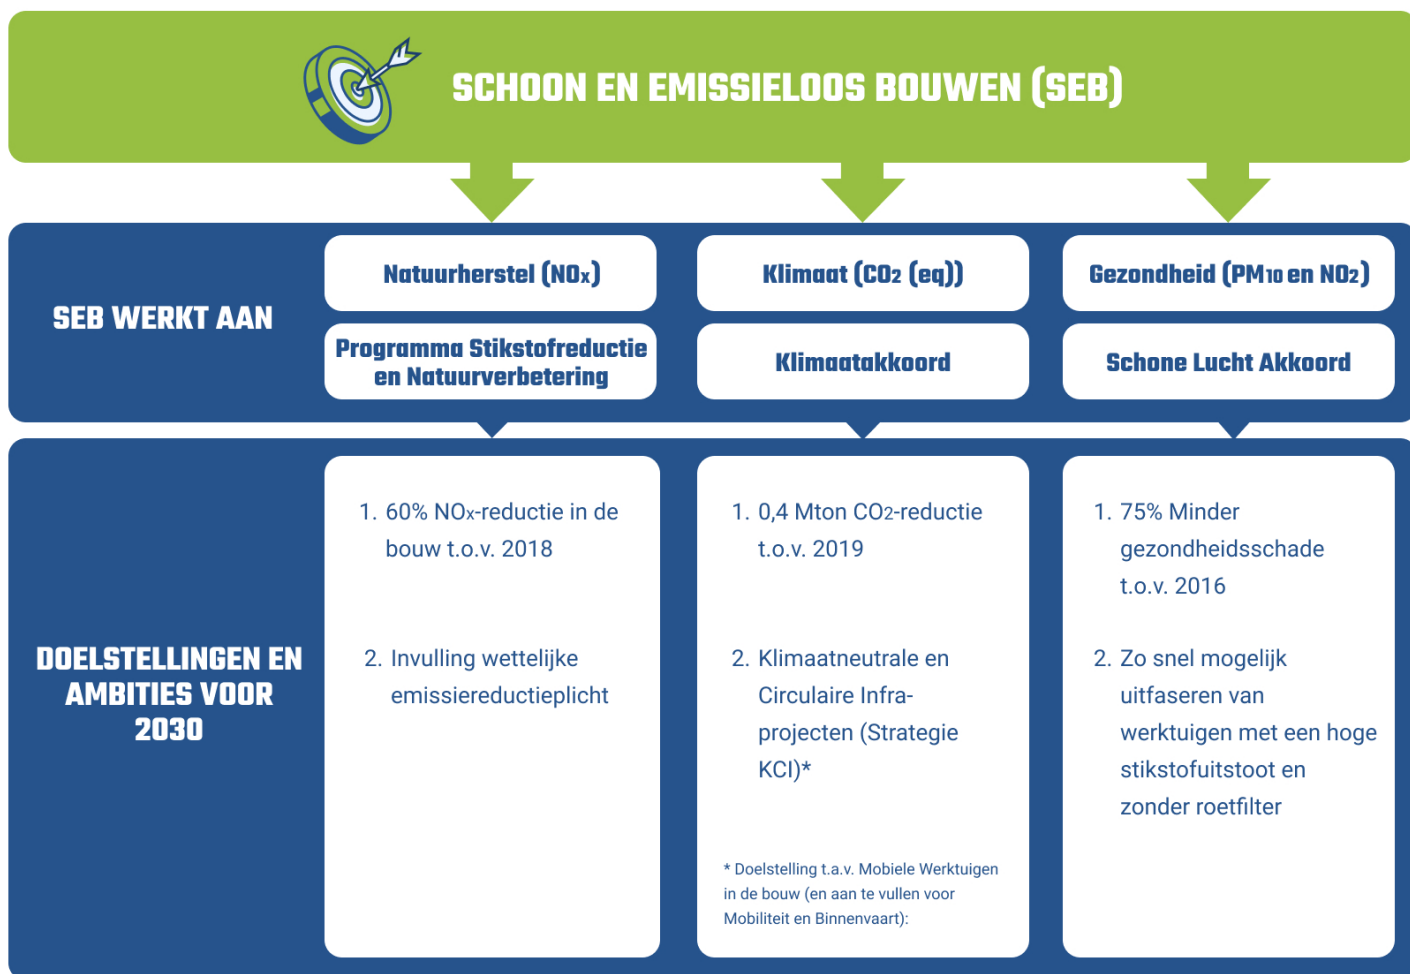 SCHOON EN EMISSIELOOS BOUWEN (SEB)
SEB WERKT AAN
Natuurherstel (NOx)
Programma Stikstofreductie
en Natuurverbetering
Klimaat (CO2 (eq))
Klimaatakkoord
Gezondheid (PM10 en NO2)
Schone Lucht Akkoord
DOELSTELLINGEN EN
AMBITIES VOOR
2030
1. 60% NOx-reductie in de
bouw t.o.v. 2018
2. Invulling wettelijke
emissiereductieplicht
1. 0,4 Mton CO2-reductie
t.o.v. 2019
2. Klimaatneutrale en
Circulaire Infra-
projecten (Strategie
KCI)*
* Doelstelling t.a.v. Mobiele Werktuigen
in de bouw (en aan te vullen voor
Mobiliteit en Binnenvaart):
1. 75% Minder
gezondheidsschade
t.o.v. 2016
2. Zo snel mogelijk
uitfaseren van
werktuigen met een hoge
stikstofuitstoot en
zonder roetfilter